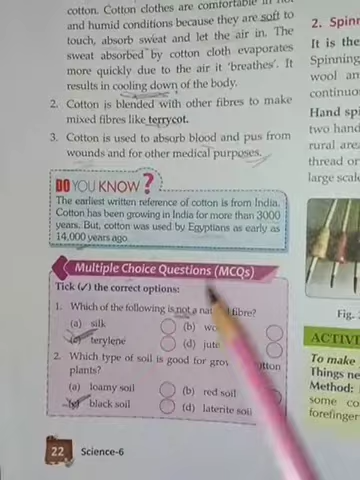 cotton. Cotton clothes are comfortable in hot
and humid conditions because they are soft to
touch, absorb sweat and let the air in. The
sweat absorbed by cotton cloth evaporates
more quickly due to the air it 'breathes'. It
results in cooling down of the body.
2. Cotton is blended with other fibres to make
mixed fibres like terrycot.
3. Cotton is used to absorb blood and pus from
wounds and for other medical purposes.
DO YOU KNOW ?
The earliest written reference of cotton is from India.
Cotton has been growing in India for more than 3000
years. But, cotton was used by Egyptians as early as
14,000 years ago.
Multiple Choice Questions (MCQs)
Tick (✓) the correct options:
1. Which of the following is not a nat fibre?
(a) silk
(b) wo
(c) terylene
(d) jute
2. Which type of soil is good for grow otton
plants?
(a) loamy soil
(b) red soil
(c) black soil
(d) laterite soil
22 Science-6
2. Spinn
It is the
Spinning
wool an
continuou
Hand spi
two hand
rural area
thread or
large scale
Fig.
ACTIVI
To make
Things ne
Method:
some co
forefinger